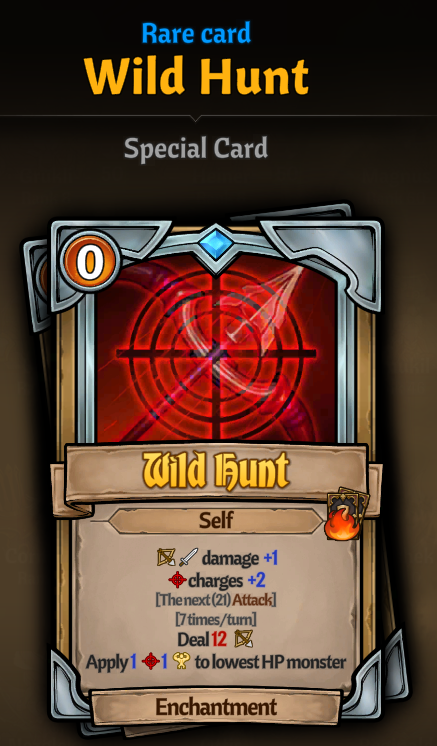 Rare card
Wild Hunt
Special Card
0
Wild Hunt
Self
damage +1
charges +2
[The next (21) Attack]
[7 times/turn]
Deal 12
Apply 1 1 to lowest HP monster
Enchantment